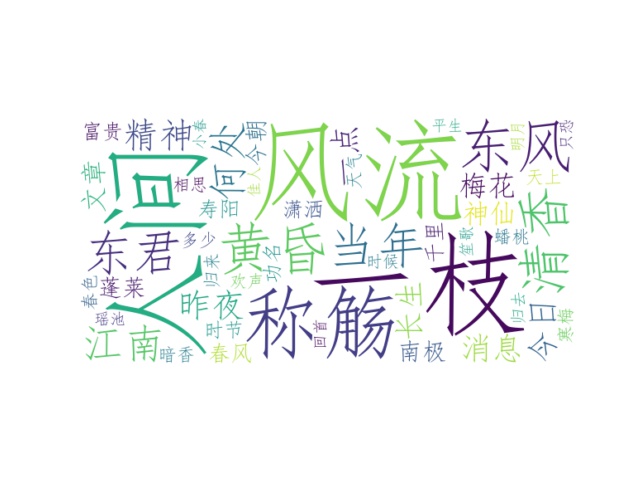 富贵
精神
小春
何处
今朝
人间
风流
一点
天气
平生
东风
明月
只恐
文章
相思
佳人
寿阳
潇洒
梅花
天上
神仙
清香
东君
多少
黄昏
当年
千里
笙歌
蟠桃
春色
蓬莱
归来
功名
时候
一枝
归去
瑶池
昨夜
欢声
称觞
长生
今日
寒梅
江南
时节
暗香
春风
回首
南极
消息